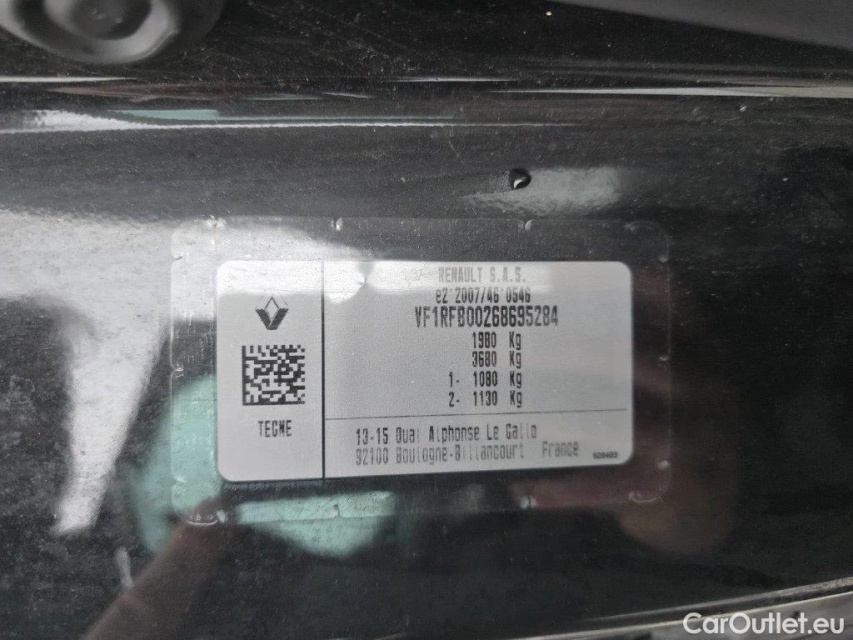 RENAULT S.A.S.
e2*2007/46*0546
VF1RFB00268695284
1980 Kg
3680 Kg
1- 1080 Kg
2- 1130 Kg
TEGNE
13-15 Quai Alphonse Le Gallo
92100 Boulogne-Billancourt France
CarOutlet.eu